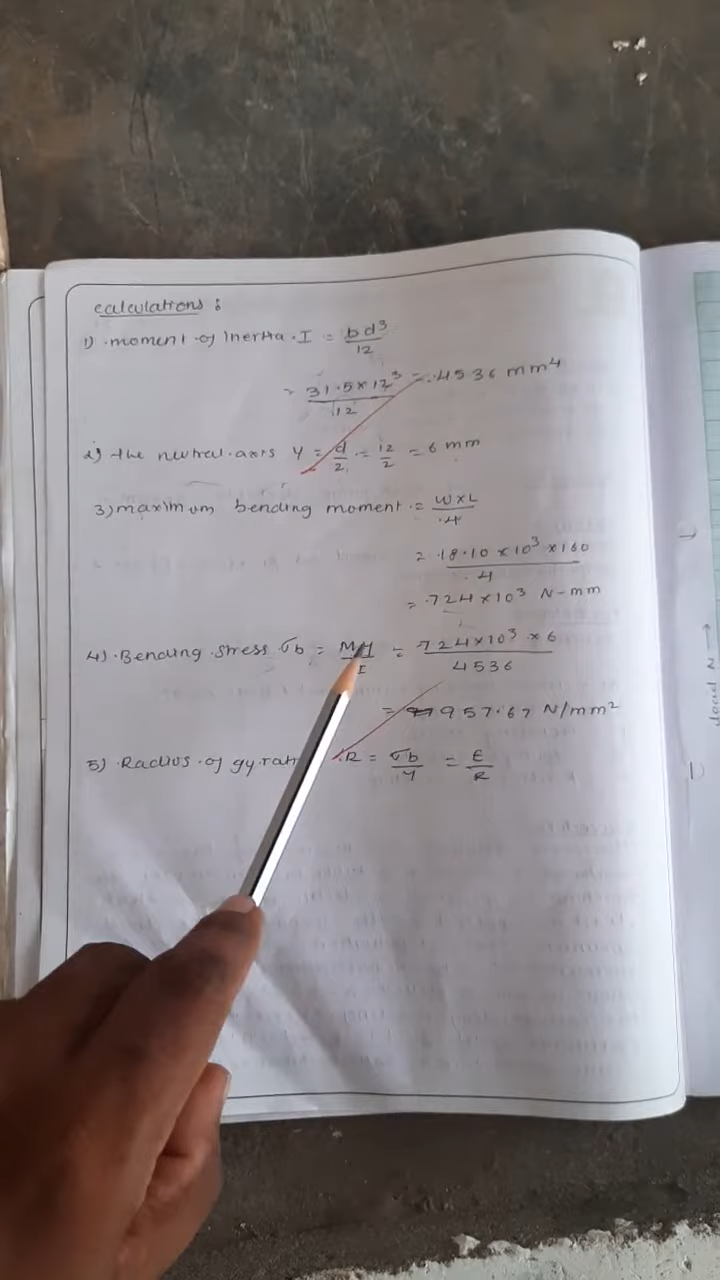 calculations :
1) moment of Inertia I = bd³/12
= 31.5 × 12³/12 = 4536 mm⁴
2) the neutral axis Y = d/2 = 12/2 = 6 mm
3) maximum bending moment = W×L/4
= 18.10 × 10³ × 160/4
= 724 × 10³ N-mm
4) Bending stress σb = /I = 724×10³ × 6/4536
= 957.67 N/mm²
5) Radius of R = σb/Y = E/R
load N →